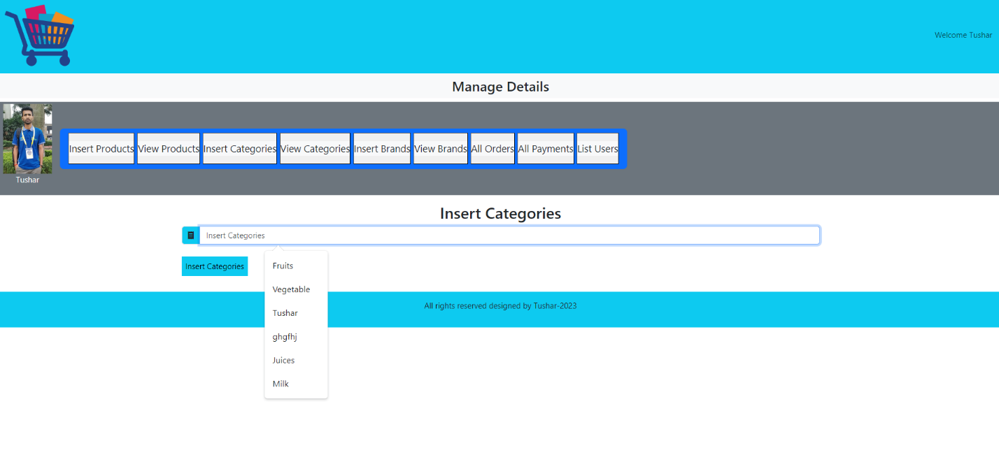 Welcome Tushar
Manage Details
Insert Products View Products Insert Categories View Categories Insert Brands View Brands All Orders All Payments List Users
Tushar
Insert Categories
Insert Categories
Insert Categories
Fruits
Vegetable
Tushar
ghgfhj
Juices
Milk
All rights reserved designed by Tushar-2023